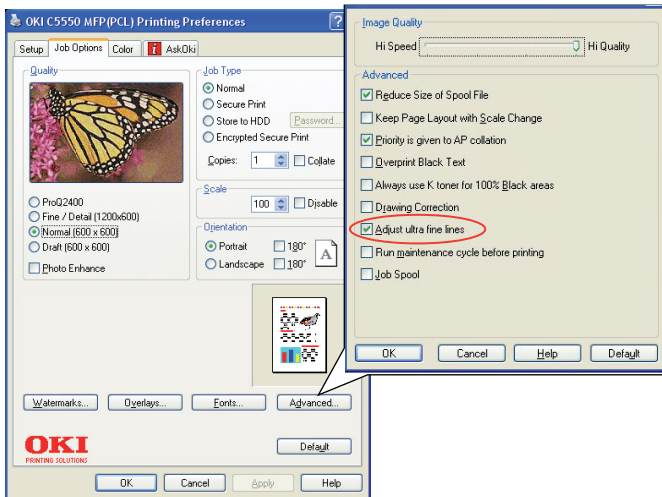 OKI C5550 MFP(PCL) Printing Preferences
?
Setup Job Options Color AskOki
Quality
ProQ2400
Fine / Detail (1200x600)
Normal (600 x 600)
Draft (600 x 600)
Photo Enhance
Job Type
Normal
Secure Print
Store to HDD Password...
Encrypted Secure Print
Copies: 1 Collate
Scale
100 Disable
Orientation
Portrait 180°
Landscape 180°
A
Watermarks... Overlays... Fonts... Advanced...
OKI
PRINTING SOLUTIONS
Default
OK Cancel Apply Help
Image Quality
Hi Speed Hi Quality
Advanced
Reduce Size of Spool File
Keep Page Layout with Scale Change
Priority is given to AP collation
Overprint Black Text
Always use K toner for 100% Black areas
Drawing Correction
Adjust ultra fine lines
Run maintenance cycle before printing
Job Spool
OK Cancel Help Default